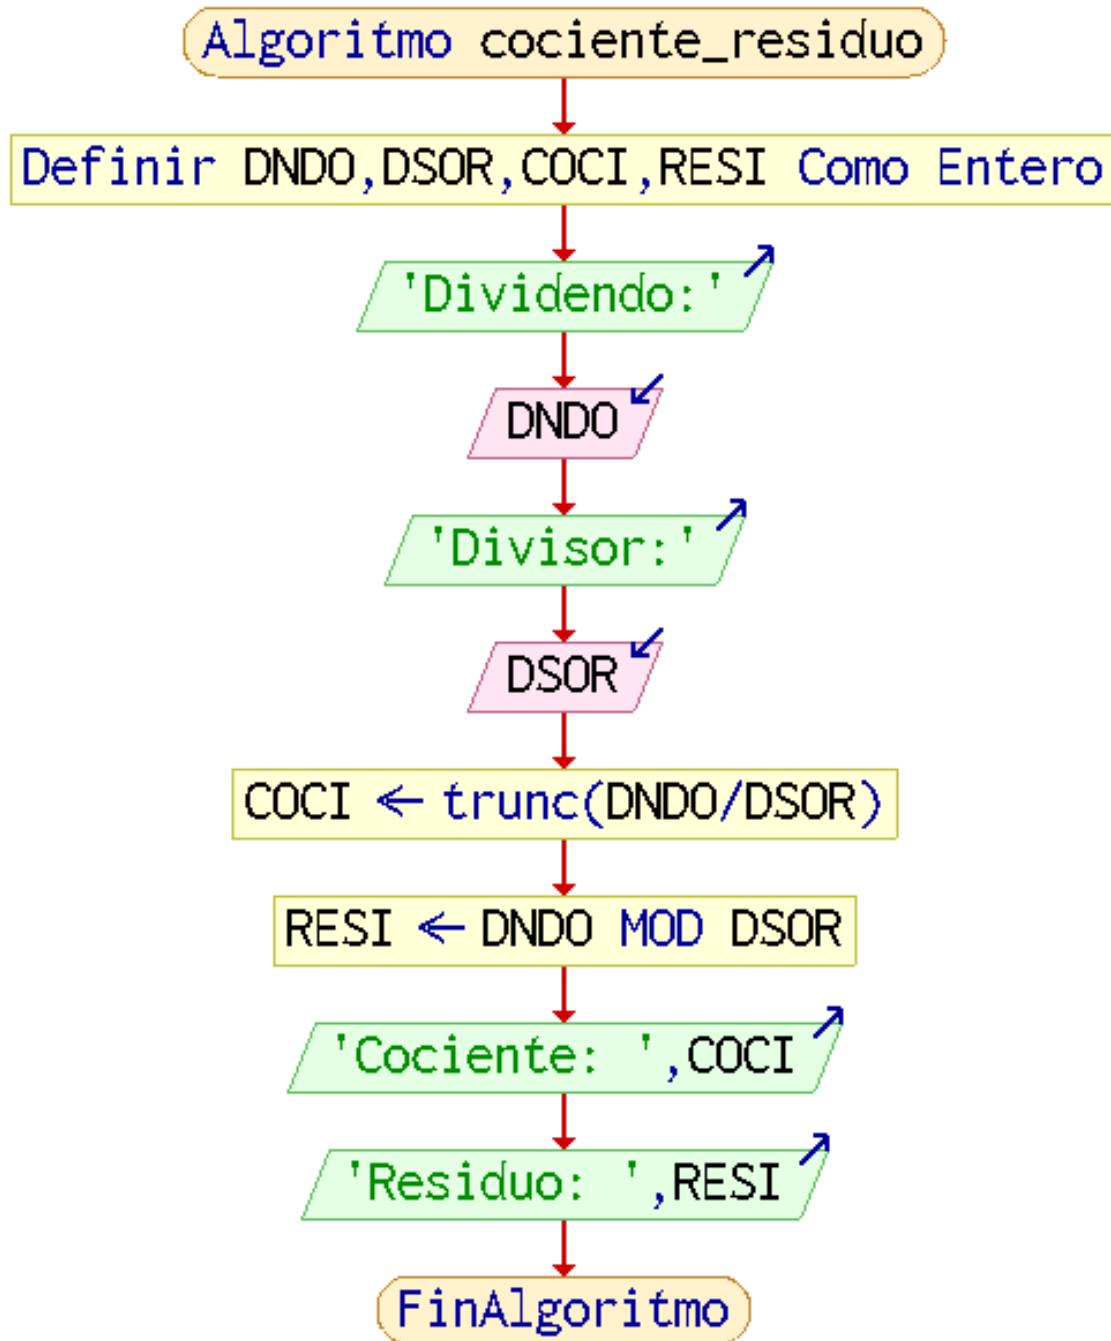 Algoritmo cociente_residuo
Definir DNDO,DSOR,COCI,RESI Como Entero
'Dividendo:'
DNDO
'Divisor:'
DSOR
COCI ← trunc(DNDO/DSOR)
RESI ← DNDO MOD DSOR
'Cociente: ',COCI
'Residuo: ',RESI
FinAlgoritmo